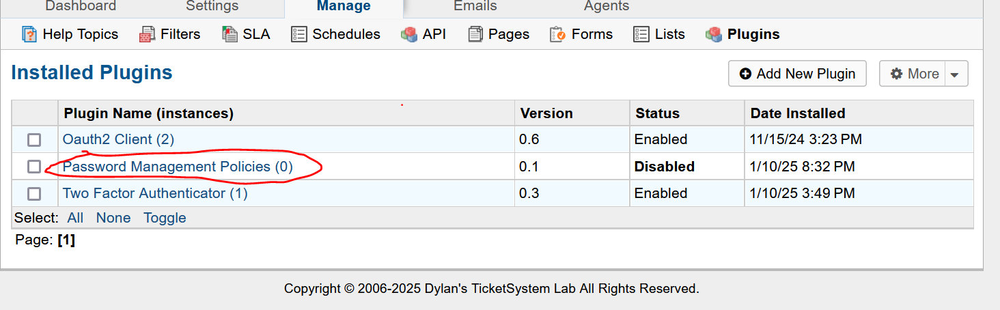 Dashboard Settings Manage Emails Agents
Help Topics Filters SLA Schedules API Pages Forms Lists Plugins
Installed Plugins Add New Plugin More
Plugin Name (instances) Version Status Date Installed
Oauth2 Client (2) 0.6 Enabled 11/15/24 3:23 PM
Password Management Policies (0) 0.1 Disabled 1/10/25 8:32 PM
Two Factor Authenticator (1) 0.3 Enabled 1/10/25 3:49 PM
Select: All None Toggle
Page: [1]
Copyright © 2006-2025 Dylan's TicketSystem Lab All Rights Reserved.